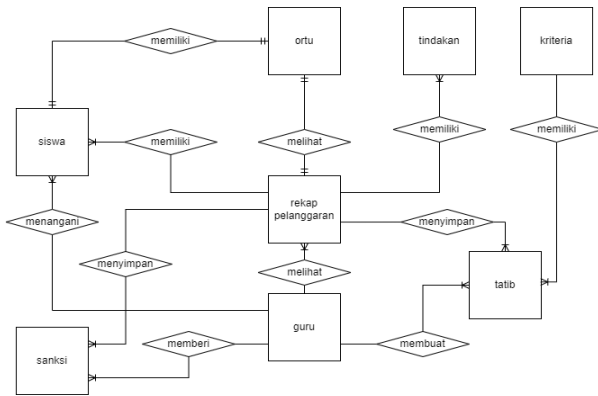 memiliki
ortu
tindakan
kriteria
siswa
memiliki
melihat
memiliki
memiliki
rekap
pelanggaran
menangani
menyimpan
menyimpan
melihat
tatib
guru
sanksi
memberi
membuat